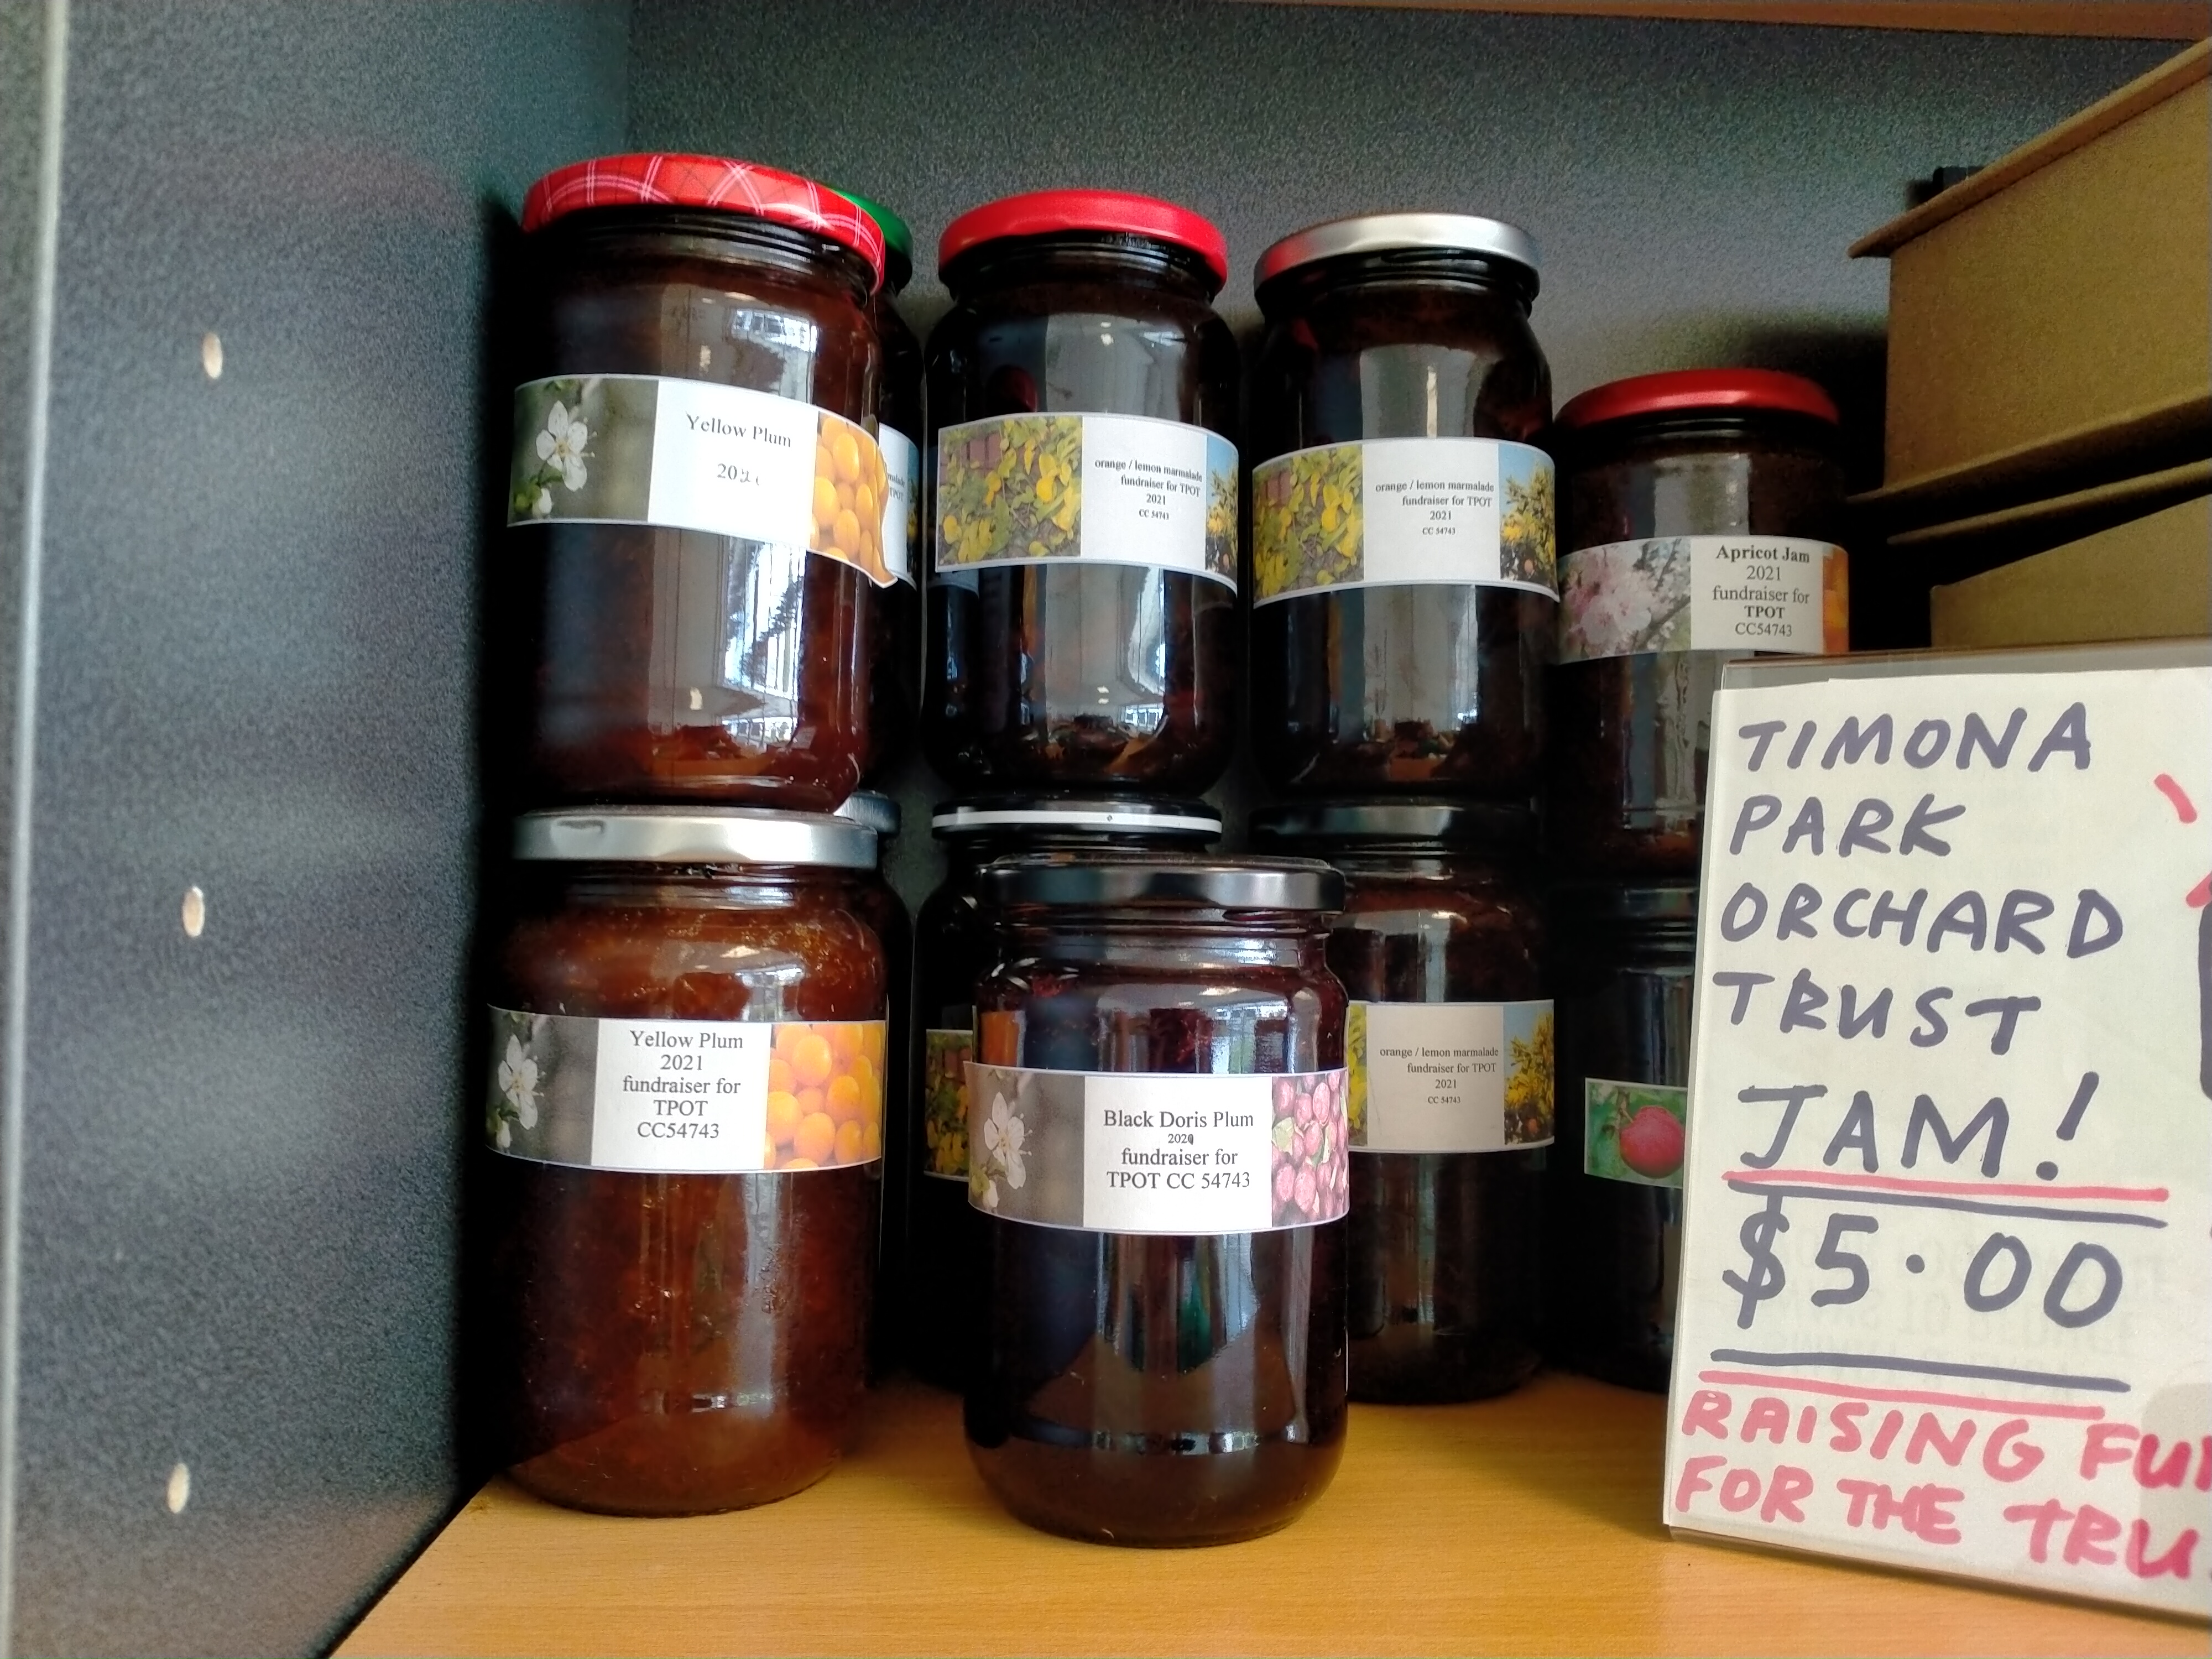 Yellow Plum
orange / lemon marmalade
fundraiser for TPOT
2021
CC 54743
orange / lemon marmalade
fundraiser for TPOT
2021
CC 54743
Apricot Jam
2021
fundraiser for
TPOT
CC54743
Yellow Plum
2021
fundraiser for
TPOT
CC54743
Black Doris Plum
fundraiser for
TPOT CC 54743
orange / lemon marmalade
fundraiser for TPOT
2021
CC 54743
TIMONA
PARK
ORCHARD
TRUST
JAM!
$5.00
RAISING
FOR THE